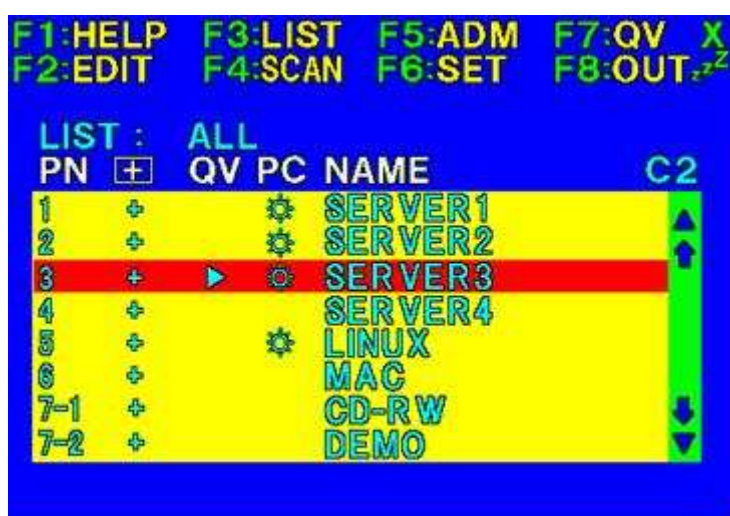 F1:HELP F3:LIST F5:ADM F7:QV X
F2:EDIT F4:SCAN F6:SET F8:OUT zzZ
LIST : ALL
PN + QV PC NAME C2
1 + SERVER1
2 + SERVER2
3 + SERVER3
4 + SERVER4
5 + LINUX
6 + MAC
7-1 + CD-RW
7-2 + DEMO